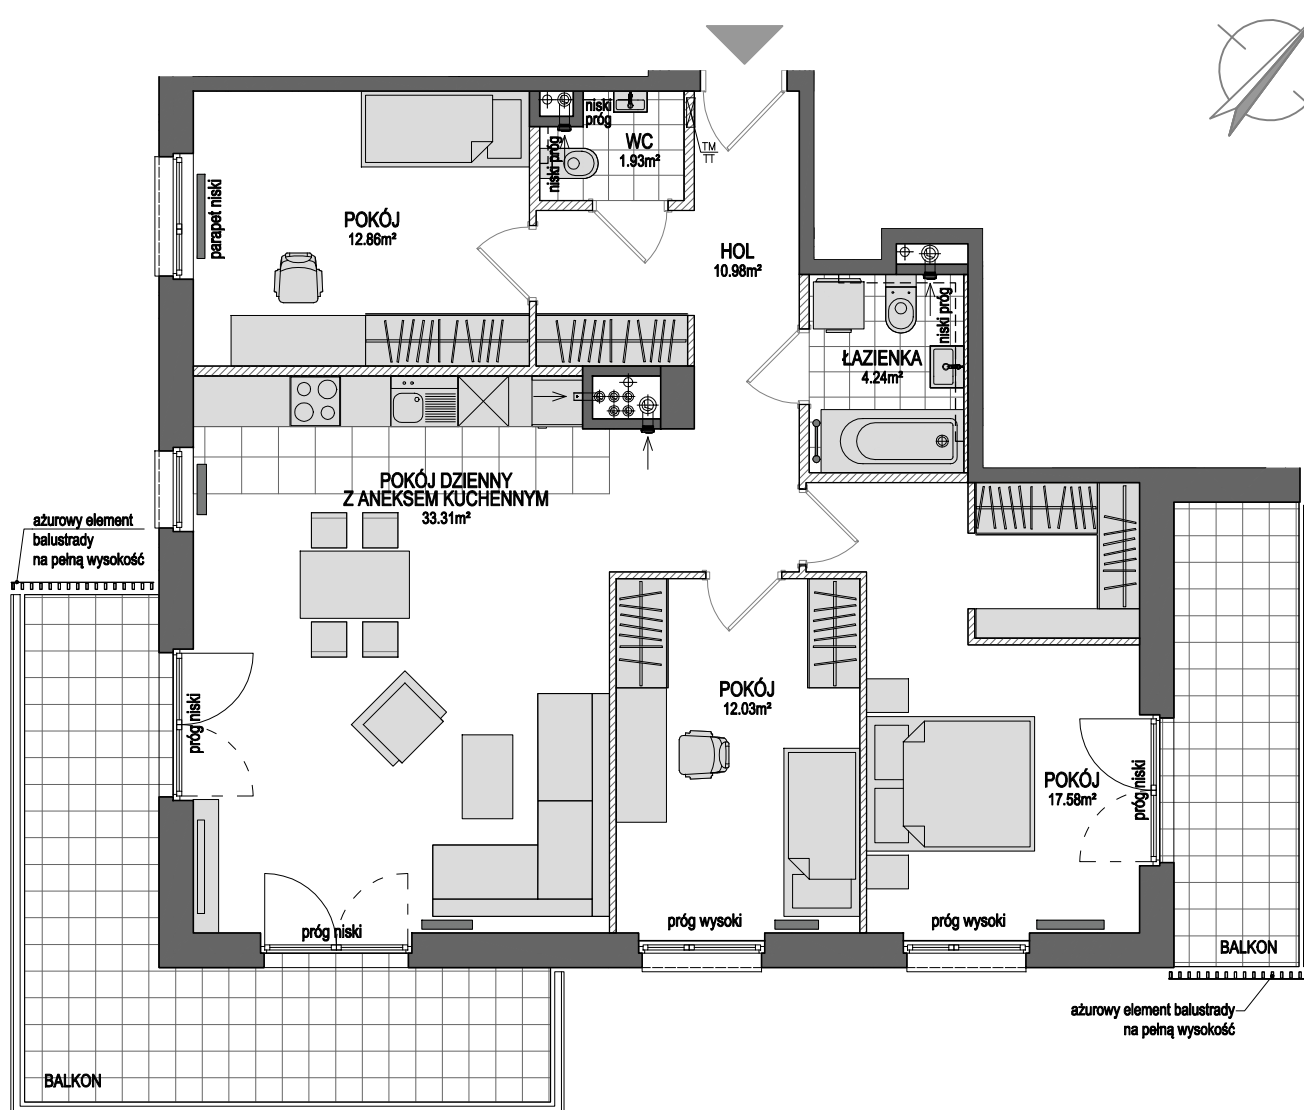 niski
próg
WC
1.93m²
TM
TT
niski próg
parapet niski
POKÓJ
12.86m²
HOL
10.98m²
niski próg
ŁAZIENKA
4.24m²
POKÓJ DZIENNY
Z ANEKSEM KUCHENNYM
33.31m²
ażurowy element
balustrady
na pełną wysokość
próg niski
POKÓJ
12.03m²
POKÓJ
17.58m²
próg niski
próg niski
próg wysoki
próg wysoki
BALKON
ażurowy element balustrady
na pełną wysokość
BALKON